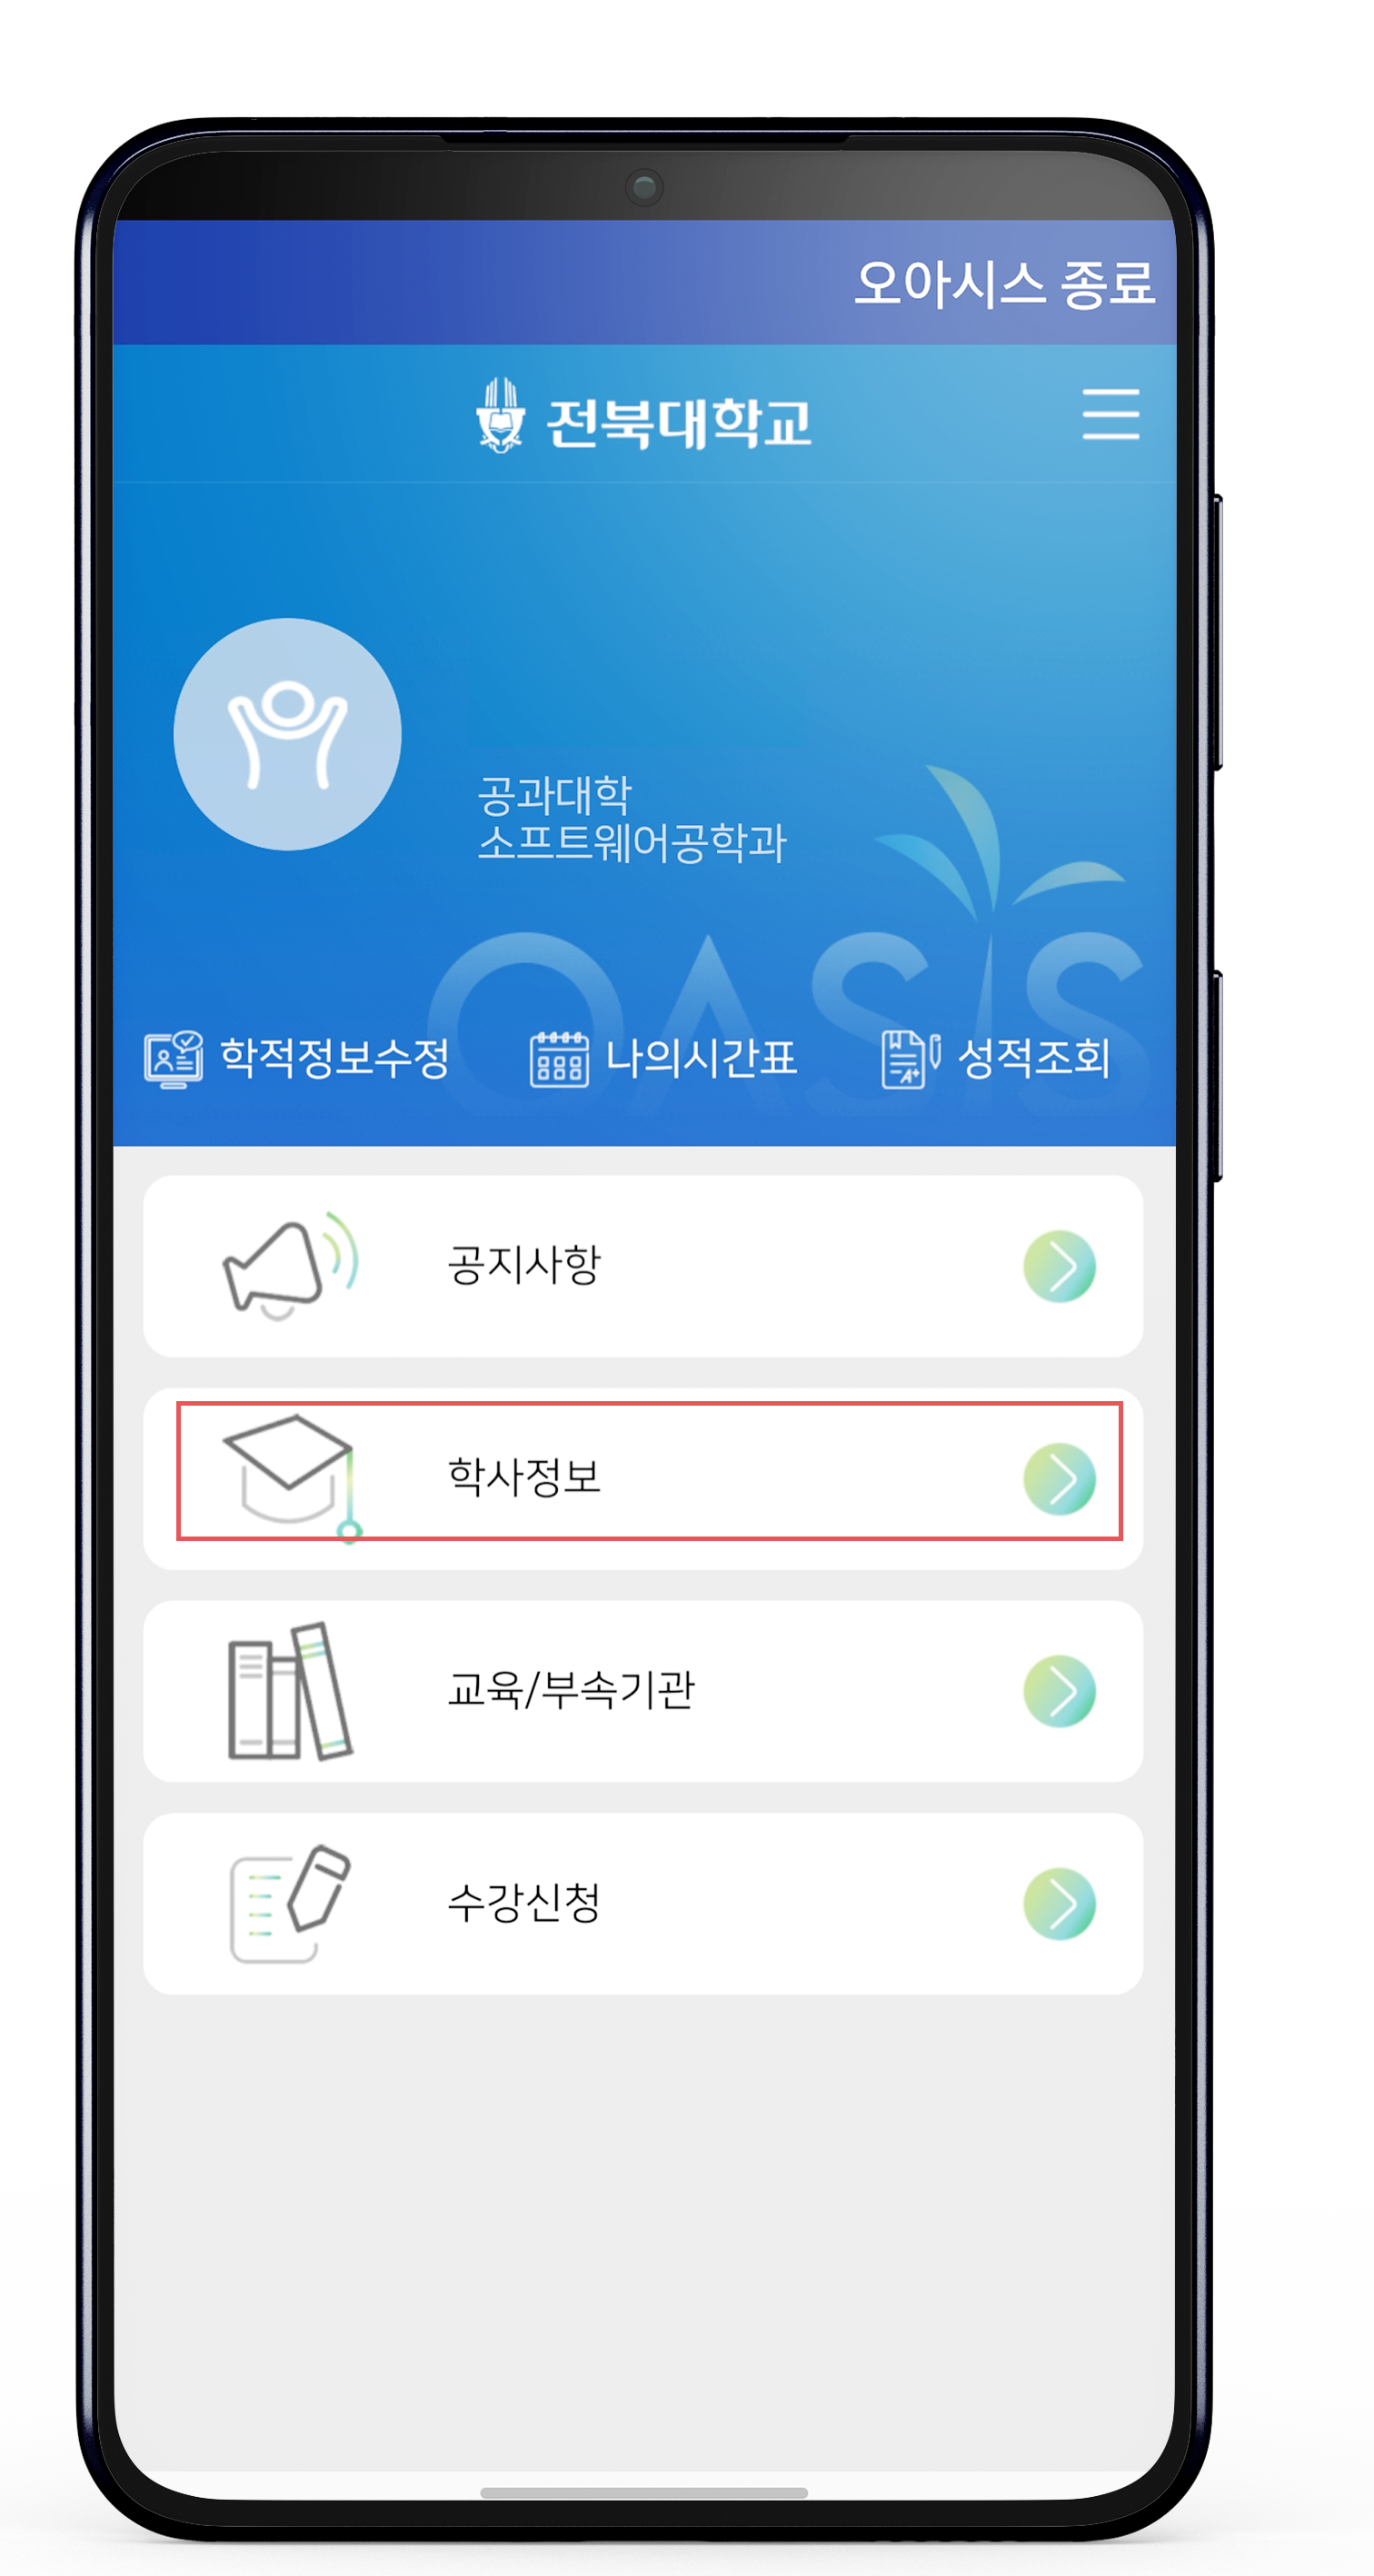 오아시스 종료
전북대학교
공과대학
소프트웨어공학과
OASIS
학적정보수정 나의시간표 성적조회
공지사항
학사정보
교육/부속기관
수강신청